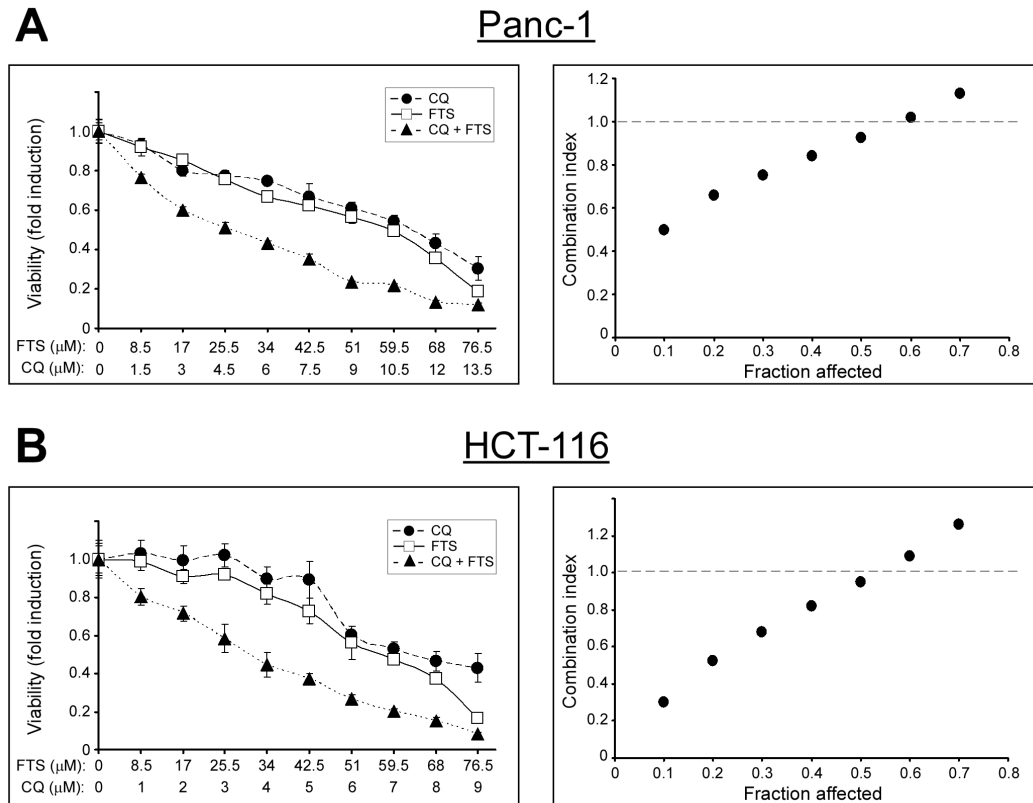 A
Panc-1
CQ
FTS
CQ + FTS
Viability (fold induction)
1.0
0.8
0.6
0.4
0.2
0
FTS (μM): 0 8.5 17 25.5 34 42.5 51 59.5 68 76.5
CQ (μM): 0 1.5 3 4.5 6 7.5 9 10.5 12 13.5
Combination index
1.2
1.0
0.8
0.6
0.4
0.2
0
0 0.1 0.2 0.3 0.4 0.5 0.6 0.7 0.8
Fraction affected
B
HCT-116
CQ
FTS
CQ + FTS
Viability (fold induction)
1.0
0.8
0.6
0.4
0.2
0
FTS (μM): 0 8.5 17 25.5 34 42.5 51 59.5 68 76.5
CQ (μM): 0 1 2 3 4 5 6 7 8 9
Combination index
1.2
1.0
0.8
0.6
0.4
0.2
0
0 0.1 0.2 0.3 0.4 0.5 0.6 0.7 0.8
Fraction affected